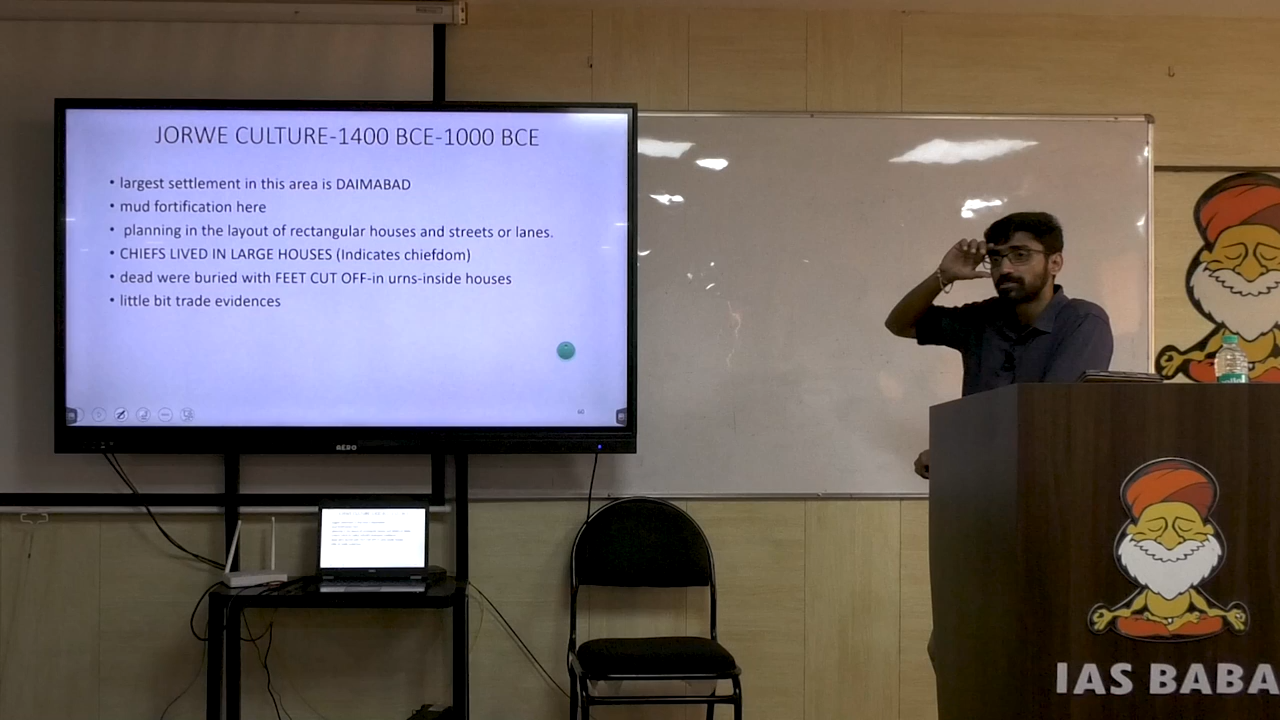 JORWE CULTURE-1400 BCE-1000 BCE
• largest settlement in this area is DAIMABAD
• mud fortification here
• planning in the layout of rectangular houses and streets or lanes.
• CHIEFS LIVED IN LARGE HOUSES (Indicates chiefdom)
• dead were buried with FEET CUT OFF-in urns-inside houses
• little bit trade evidences
IAS BABA